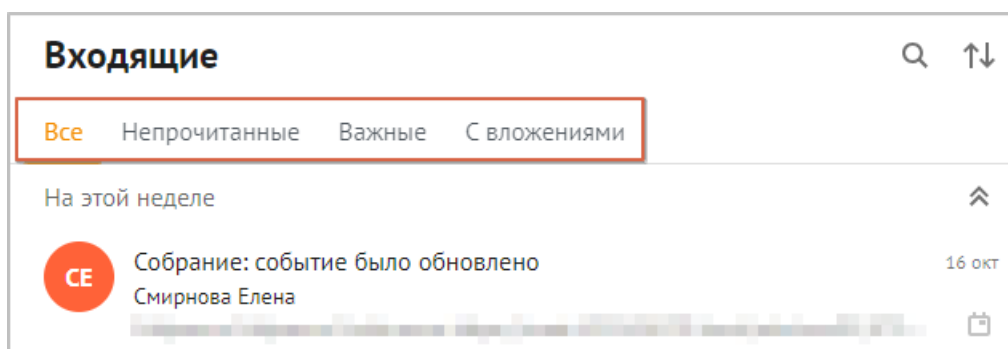 Входящие
Все Непрочитанные Важные С вложениями
На этой неделе
СЕ
Собрание: событие было обновлено
16 окт
Смирнова Елена